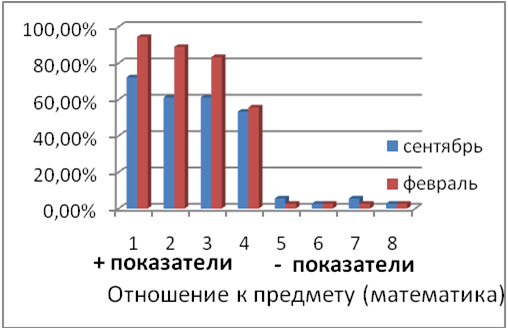 100,00%
80,00%
60,00%
40,00%
20,00%
0,00%
сентябрь
февраль
1 2 3 4 5 6 7 8
+ показатели - показатели
Отношение к предмету (математика)